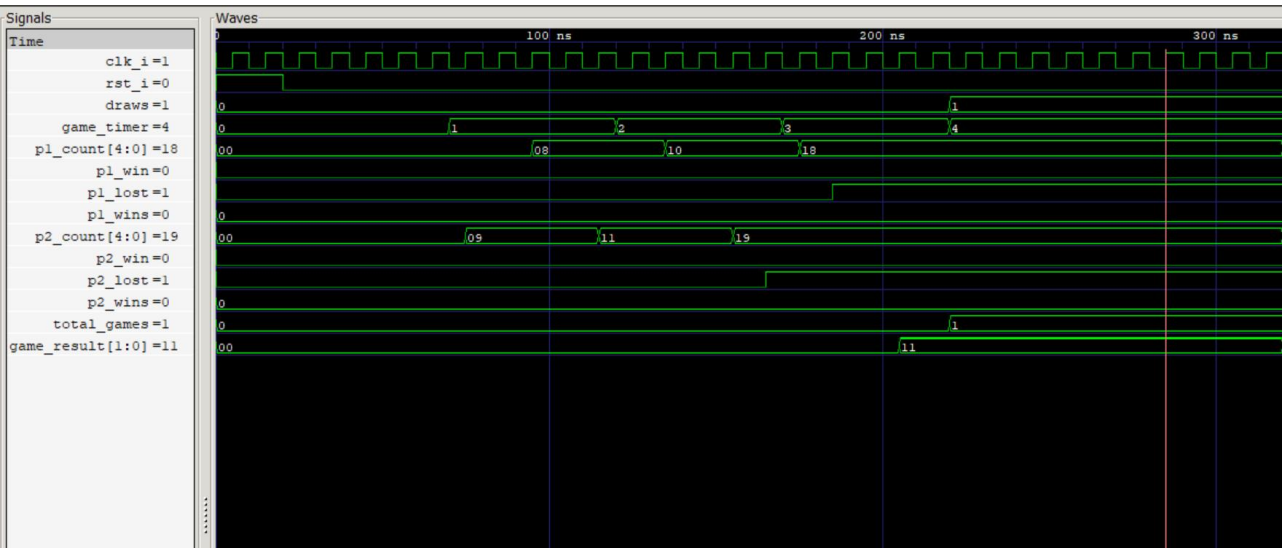 Signals Waves
Time 0 100 ns 200 ns 300 ns
clk_i=1
rst_i=0
draws=1 0 1
game_timer=4 0 1 2 3 4
p1_count[4:0]=18 00 08 10 18
p1_win=0
p1_lost=1
p1_wins=0 0
p2_count[4:0]=19 00 09 11 19
p2_win=0
p2_lost=1
p2_wins=0 0
total_games=1 0 1
game_result[1:0]=11 00 11